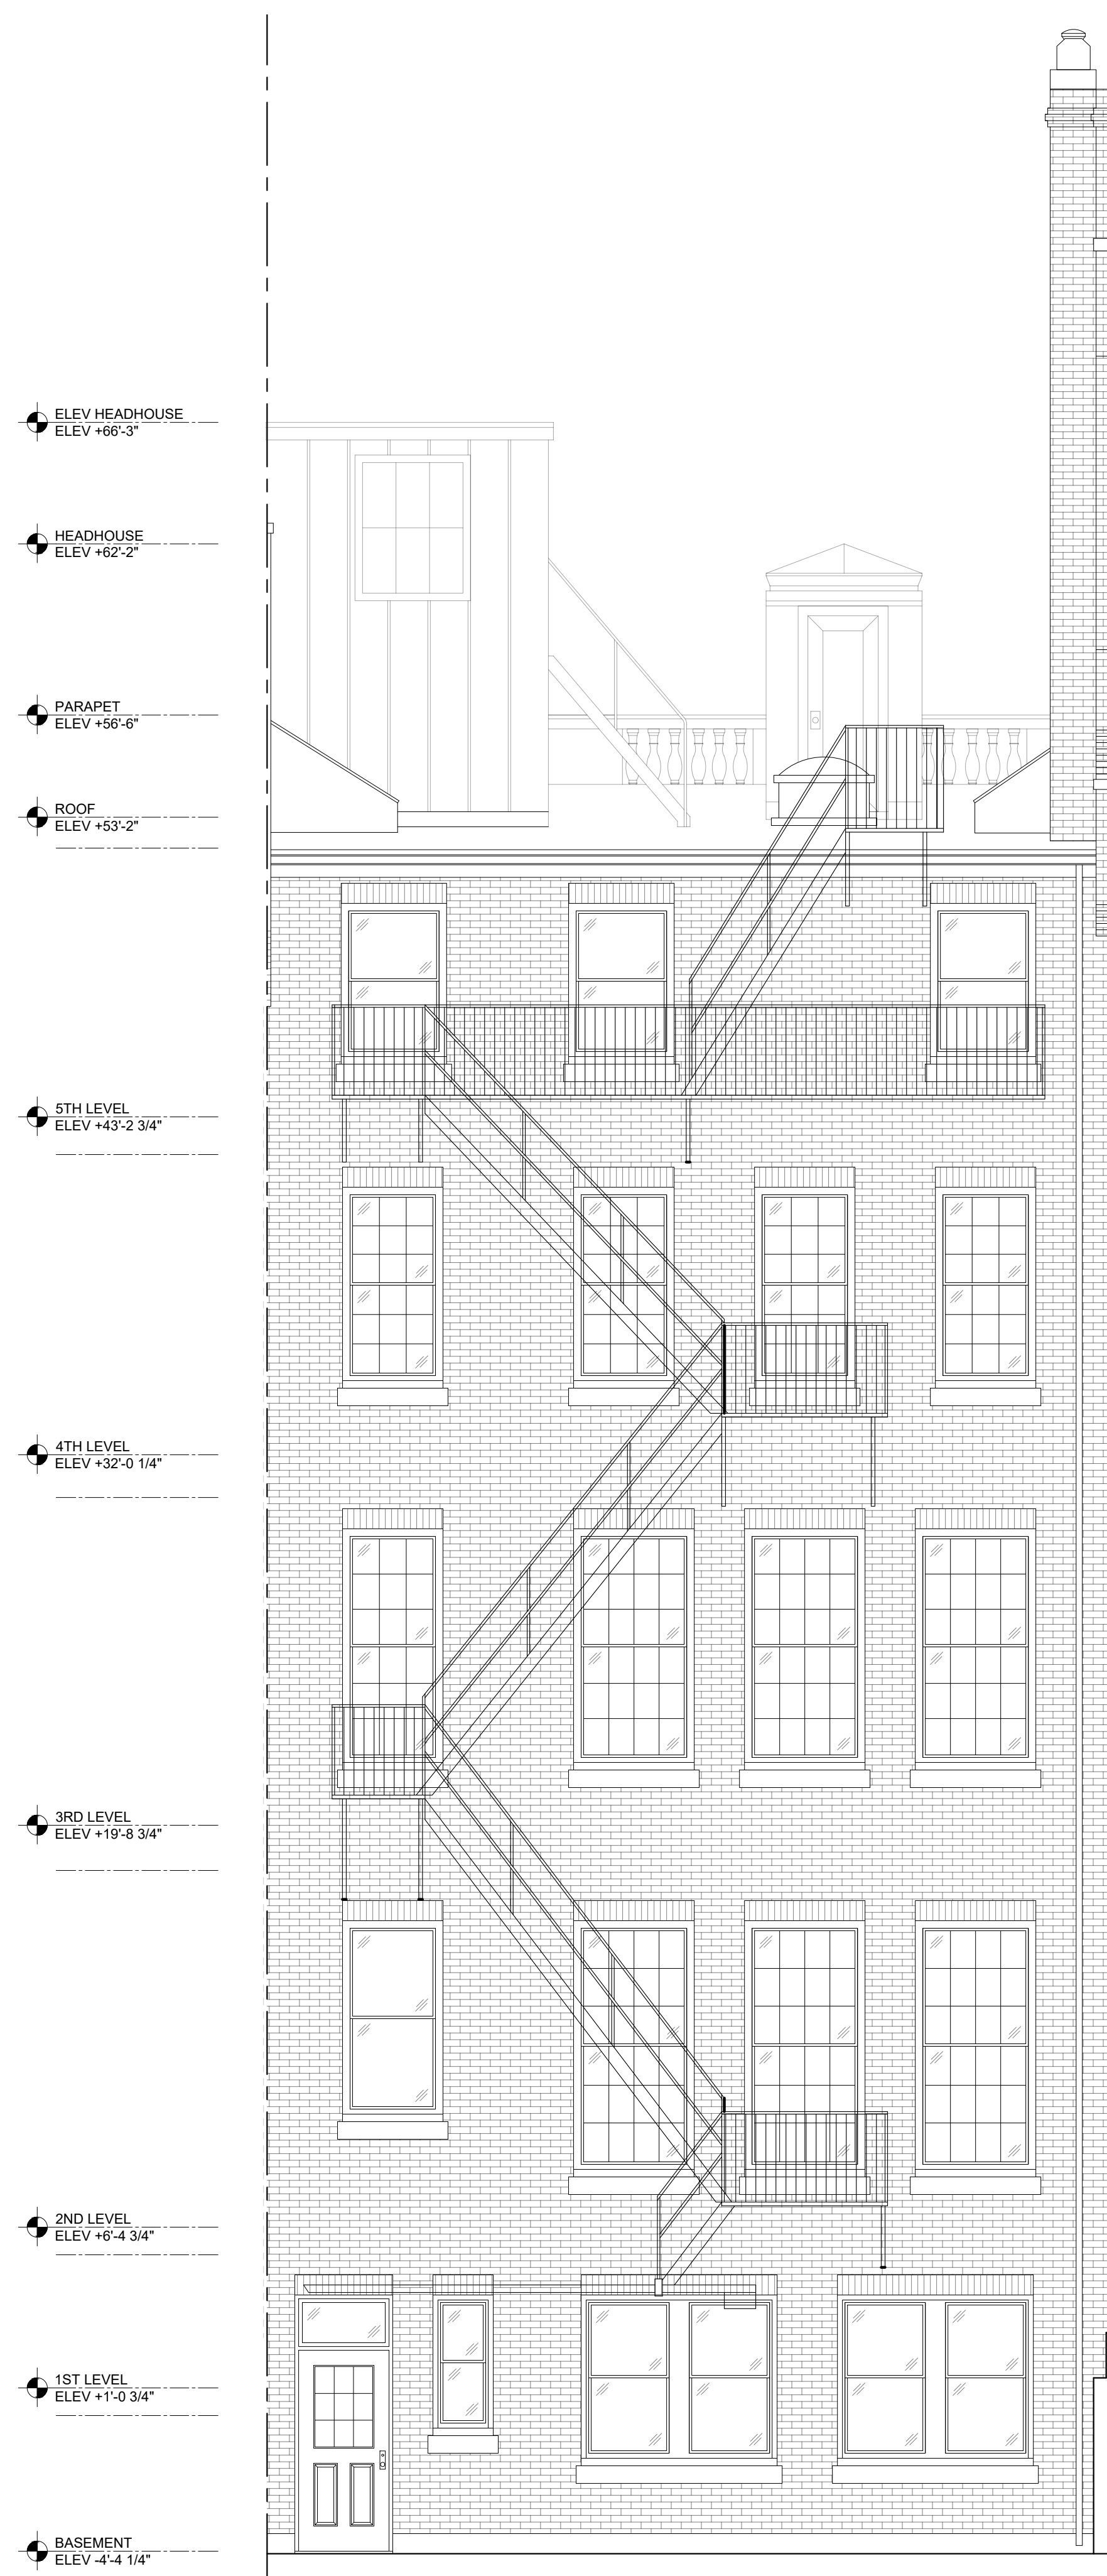 ELEV HEADHOUSE
ELEV +66'-3"
HEADHOUSE
ELEV +62'-2"
PARAPET
ELEV +56'-6"
ROOF
ELEV +53'-2"
5TH LEVEL
ELEV +43'-2 3/4"
4TH LEVEL
ELEV +32'-0 1/4"
3RD LEVEL
ELEV +19'-8 3/4"
2ND LEVEL
ELEV +6'-4 3/4"
1ST LEVEL
ELEV +1'-0 3/4"
BASEMENT
ELEV -4'-4 1/4"